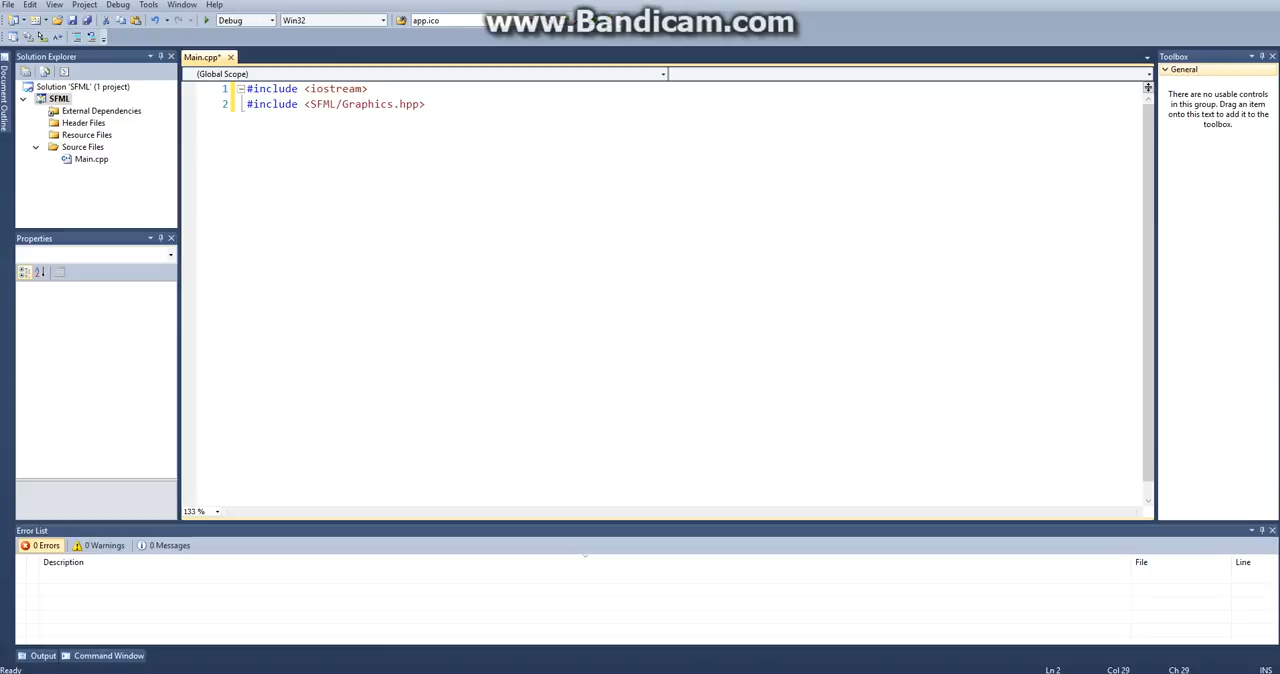 File Edit View Project Debug Tools Window Help
www.Bandicam.com
Debug Win32 app.ico
Solution Explorer
Main.cpp*
Toolbox
(Global Scope)
General
Solution 'SFML' (1 project)
SFML
External Dependencies
Header Files
Resource Files
Source Files
Main.cpp
1 #include <iostream>
2 #include <SFML/Graphics.hpp>
There are no usable controls
in this group. Drag an item
onto this text to add it to the
toolbox.
Document Outline
Properties
133 %
Error List
0 Errors 0 Warnings 0 Messages
Description File Line
Output Command Window
Ready Ln 2 Col 29 Ch 29 INS